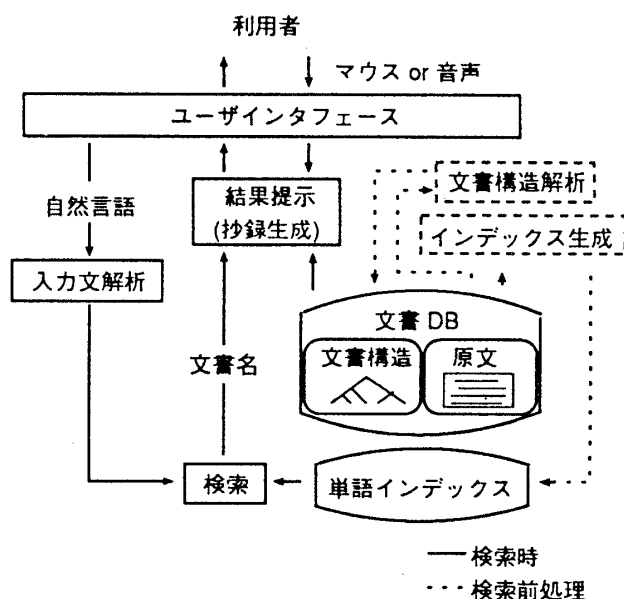 利用者
マウス or 音声
ユーザインタフェース
自然言語
結果提示
(抄録生成)
文書構造解析
インデックス生成
入力文解析
文書 DB
文書構造
原文
文書名
検索
単語インデックス
検索時
検索前処理